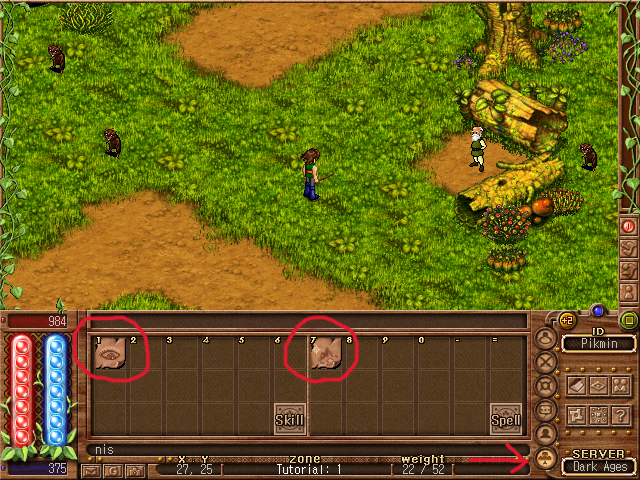 984
+2
ID
Pikmin
1 2 3 4 5 6 7 8 9 0 - =
Skill
Spell
nis
x, y zone weight
27, 25 Tutorial: 1 22 / 52
G
375
?
SERVER
Dark Ages